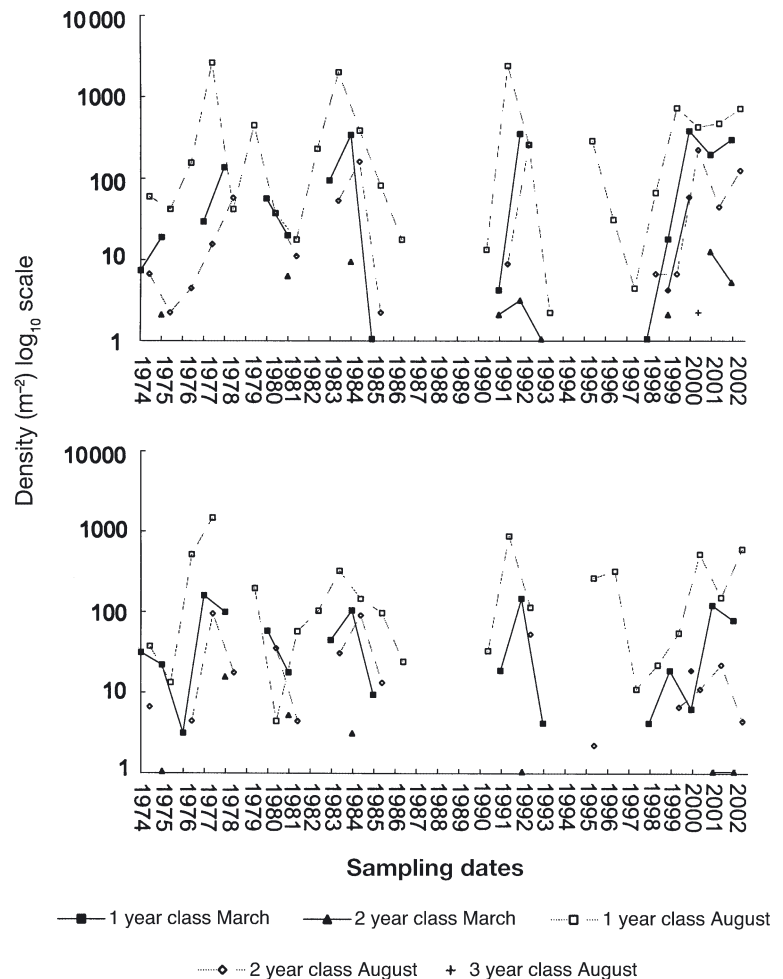 10 000
1000
100
10
1
1974 1975 1976 1977 1978 1979 1980 1981 1982 1983 1984 1985 1986 1987 1988 1989 1990 1991 1992 1993 1994 1995 1996 1997 1998 1999 2000 2001 2002
Density (m⁻²) log₁₀ scale
10000
1000
100
10
1
1974 1975 1976 1977 1978 1979 1980 1981 1982 1983 1984 1985 1986 1987 1988 1989 1990 1991 1992 1993 1994 1995 1996 1997 1998 1999 2000 2001 2002
Sampling dates
1 year class March 2 year class March 1 year class August
2 year class August 3 year class August